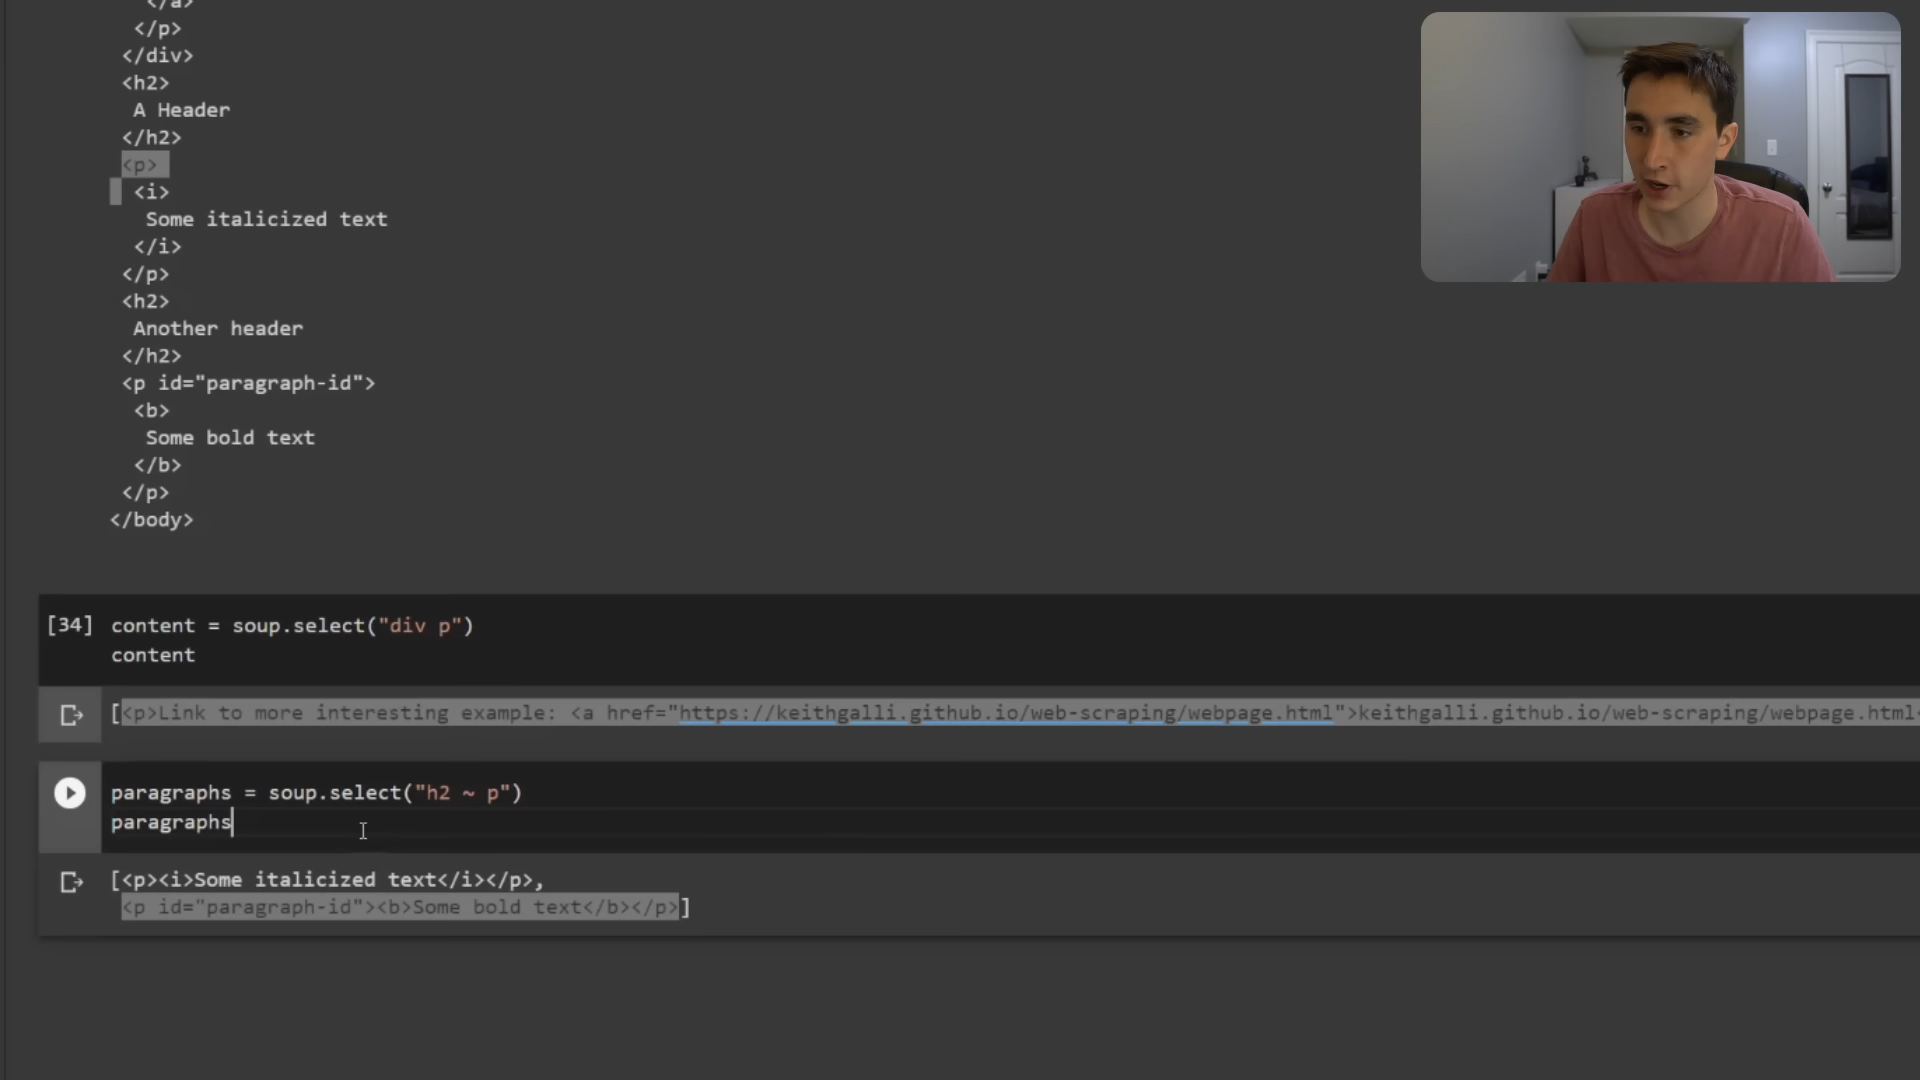 </a>
</p>
</div>
<h2>
A Header
</h2>
<p>
<i>
Some italicized text
</i>
</p>
<h2>
Another header
</h2>
<p id="paragraph-id">
<b>
Some bold text
</b>
</p>
</body>
[34] content = soup.select("div p")
content
[<p>Link to more interesting example: <a href="https://keithgalli.github.io/web-scraping/webpage.html">keithgalli.github.io/web-scraping/webpage.html<
paragraphs = soup.select("h2 ~ p")
paragraphs
[<p><i>Some italicized text</i></p>,
<p id="paragraph-id"><b>Some bold text</b></p>]